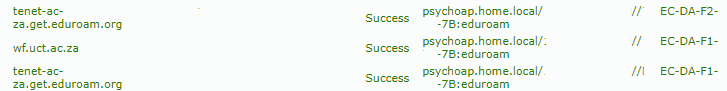 tenet-ac-
za.get.eduroam.org
Success
psychoap.home.local/
-7B:eduroam
//
EC-DA-F2-
wf.uct.ac.za
Success
psychoap.home.local/
-7B:eduroam
//
EC-DA-F1-
tenet-ac-
za.get.eduroam.org
Success
psychoap.home.local/
-7B:eduroam
//
EC-DA-F1-